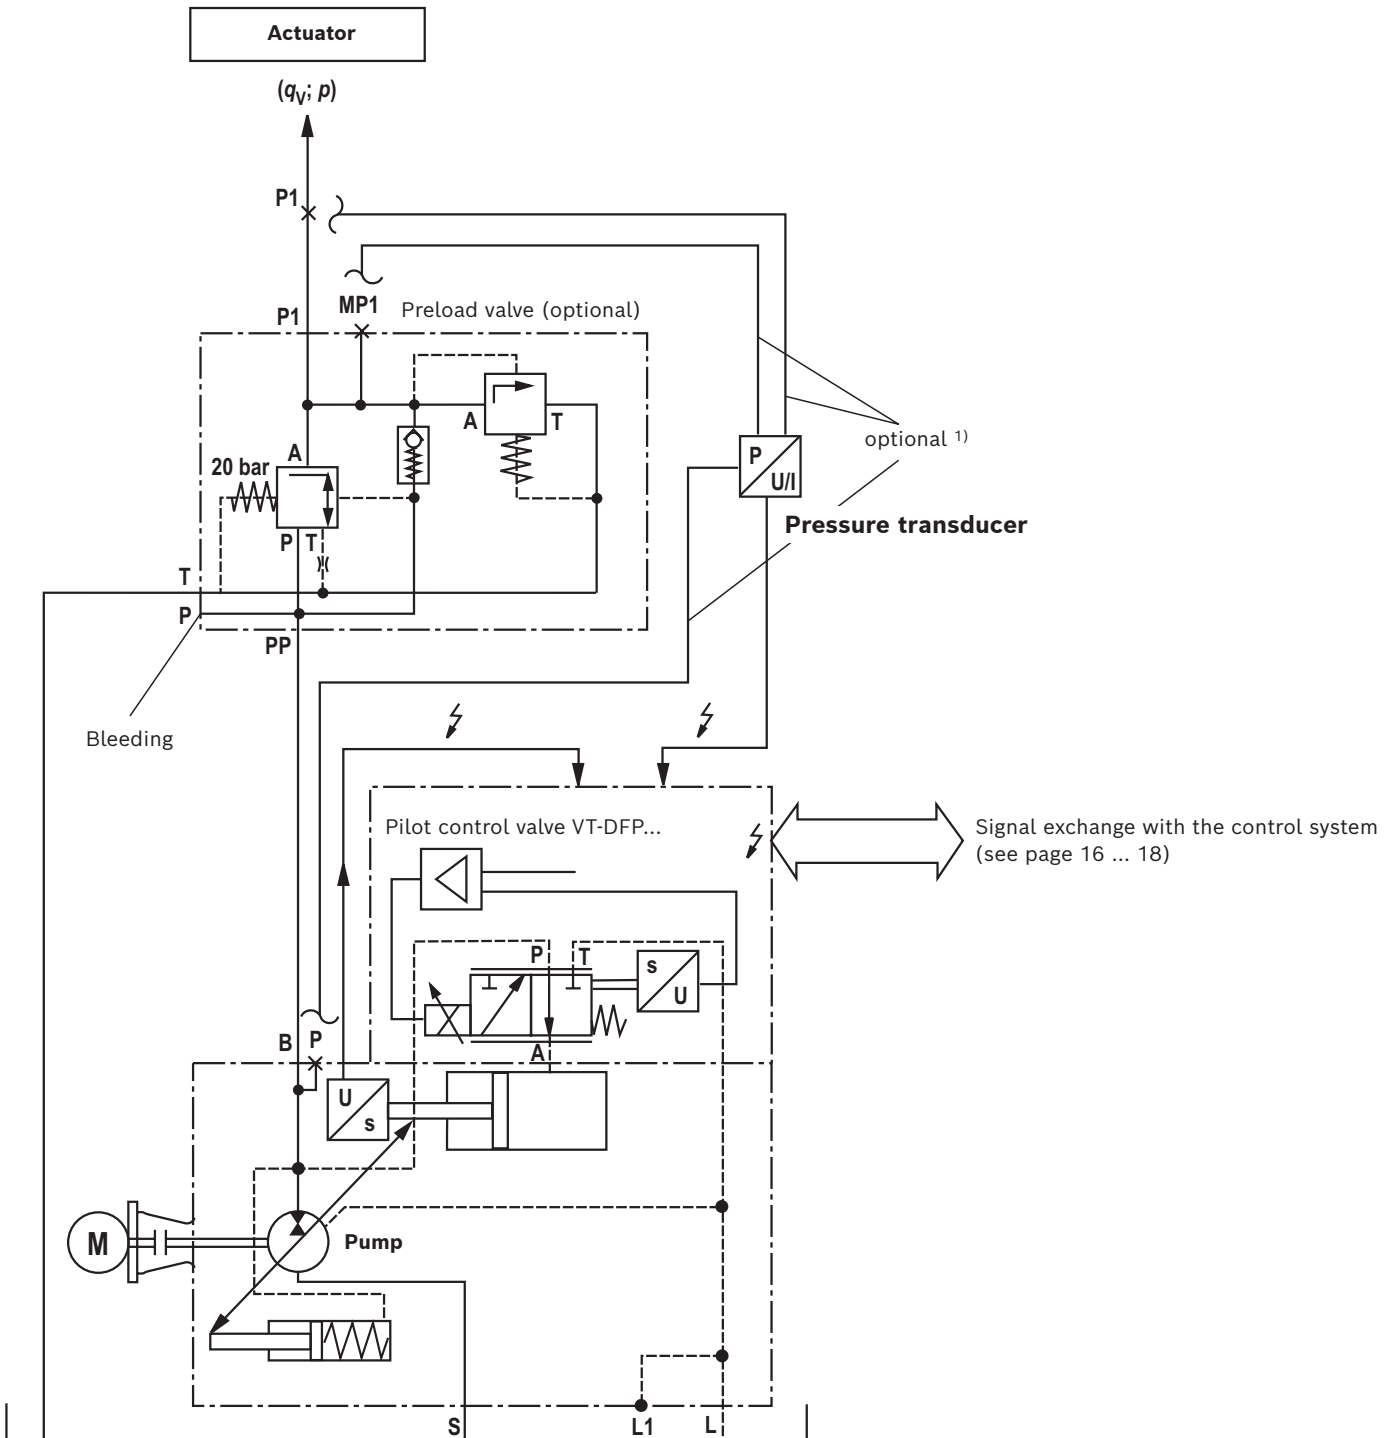 Actuator
(qV; p)
P1
P1
MP1
Preload valve (optional)
A
T
A
20 bar
P T
T
P
PP
P
U/I
optional 1)
Pressure transducer
Bleeding
Pilot control valve VT-DFP...
Signal exchange with the control system
(see page 16 ... 18)
P
T
s
U
A
B
P
U
s
M
Pump
S
L1
L